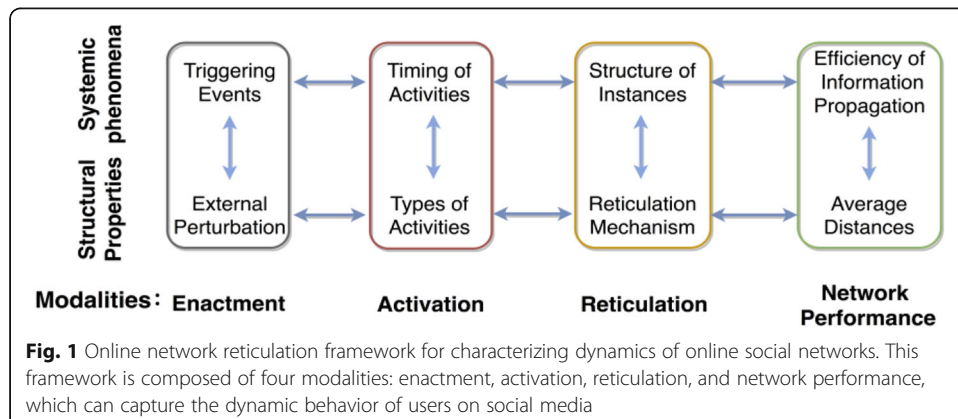 Systemic
phenomena
Structural
Properties
Triggering
Events
External
Perturbation
Timing of
Activities
Types of
Activities
Structure of
Instances
Reticulation
Mechanism
Efficiency of
Information
Propagation
Average
Distances
Modalities: Enactment Activation Reticulation Network
Performance
Fig. 1 Online network reticulation framework for characterizing dynamics of online social networks. This
framework is composed of four modalities: enactment, activation, reticulation, and network performance,
which can capture the dynamic behavior of users on social media